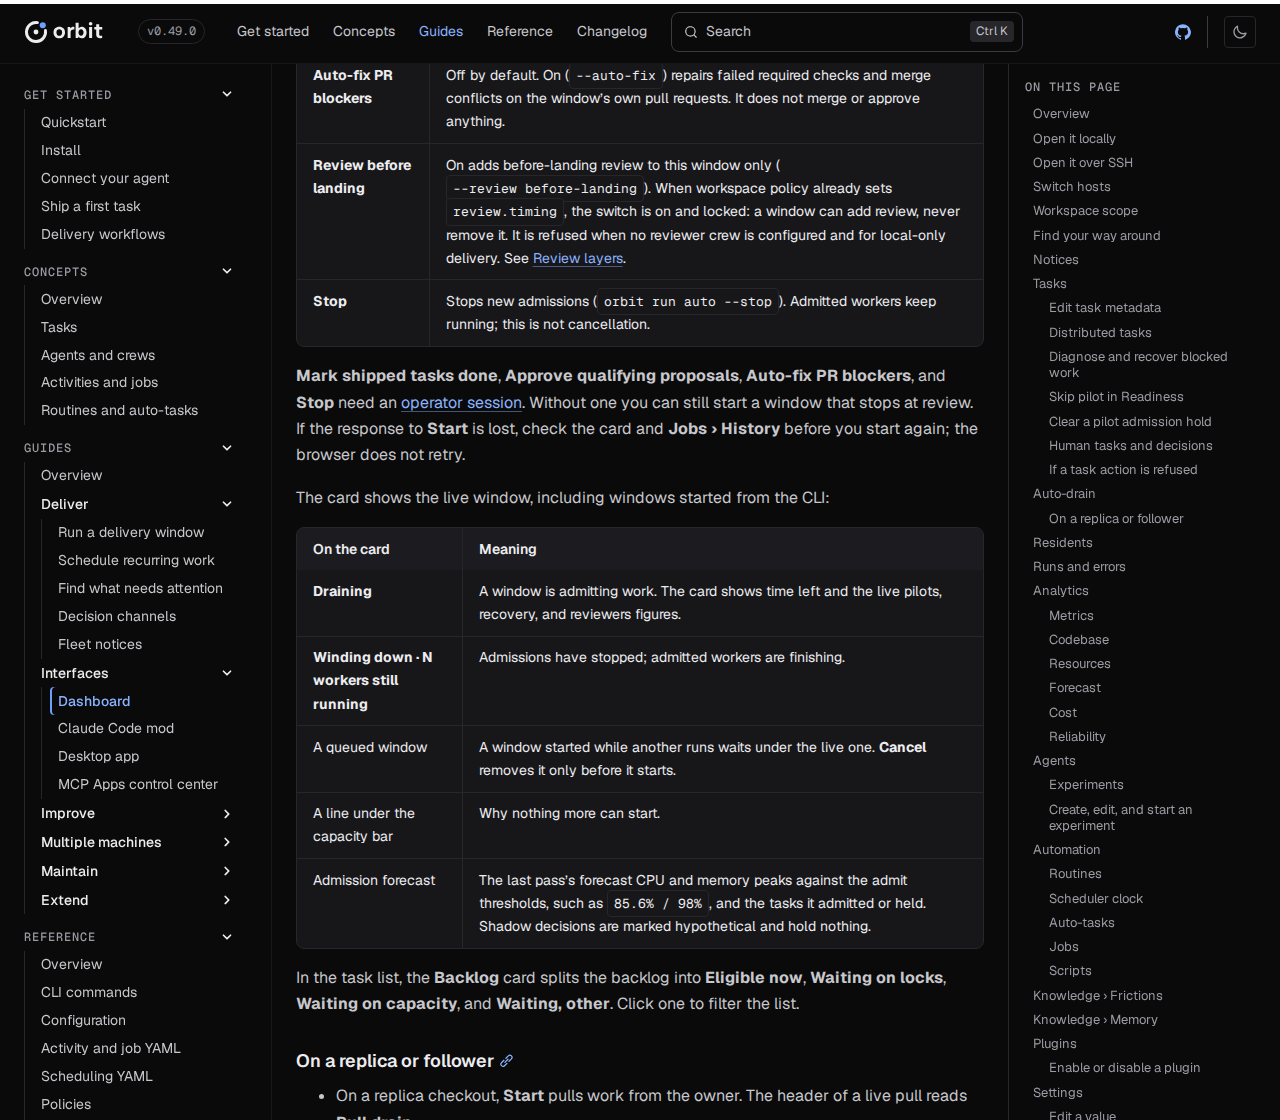 orbit
v0.49.0
Get started
Concepts
Guides
Reference
Changelog
Search
Ctrl K
GET STARTED
Quickstart
Install
Connect your agent
Ship a first task
Delivery workflows
CONCEPTS
Overview
Tasks
Agents and crews
Activities and jobs
Routines and auto-tasks
GUIDES
Overview
Deliver
Run a delivery window
Schedule recurring work
Find what needs attention
Decision channels
Fleet notices
Interfaces
Dashboard
Claude Code mod
Desktop app
MCP Apps control center
Improve
Multiple machines
Maintain
Extend
REFERENCE
Overview
CLI commands
Configuration
Activity and job YAML
Scheduling YAML
Policies
Auto-fix PR
blockers
Off by default. On ( --auto-fix ) repairs failed required checks and merge
conflicts on the window's own pull requests. It does not merge or approve
anything.
Review before
landing
On adds before-landing review to this window only (
--review before-landing ). When workspace policy already sets
review.timing , the switch is on and locked: a window can add review, never
remove it. It is refused when no reviewer crew is configured and for local-only
delivery. See Review layers.
Stop
Stops new admissions ( orbit run auto --stop ). Admitted workers keep
running; this is not cancellation.
Mark shipped tasks done, Approve qualifying proposals, Auto-fix PR blockers, and
Stop need an operator session. Without one you can still start a window that stops at review.
If the response to Start is lost, check the card and Jobs › History before you start again; the
browser does not retry.
The card shows the live window, including windows started from the CLI:
On the card
Meaning
Draining
A window is admitting work. The card shows time left and the live pilots,
recovery, and reviewers figures.
Winding down · N
workers still
running
Admissions have stopped; admitted workers are finishing.
A queued window
A window started while another runs waits under the live one. Cancel
removes it only before it starts.
A line under the
capacity bar
Why nothing more can start.
Admission forecast
The last pass's forecast CPU and memory peaks against the admit
thresholds, such as 85.6% / 98% , and the tasks it admitted or held.
Shadow decisions are marked hypothetical and hold nothing.
In the task list, the Backlog card splits the backlog into Eligible now, Waiting on locks,
Waiting on capacity, and Waiting, other. Click one to filter the list.
On a replica or follower
• On a replica checkout, Start pulls work from the owner. The header of a live pull reads
Pull drain
ON THIS PAGE
Overview
Open it locally
Open it over SSH
Switch hosts
Workspace scope
Find your way around
Notices
Tasks
Edit task metadata
Distributed tasks
Diagnose and recover blocked
work
Skip pilot in Readiness
Clear a pilot admission hold
Human tasks and decisions
If a task action is refused
Auto-drain
On a replica or follower
Residents
Runs and errors
Analytics
Metrics
Codebase
Resources
Forecast
Cost
Reliability
Agents
Experiments
Create, edit, and start an
experiment
Automation
Routines
Scheduler clock
Auto-tasks
Jobs
Scripts
Knowledge › Frictions
Knowledge › Memory
Plugins
Enable or disable a plugin
Settings
Edit a value